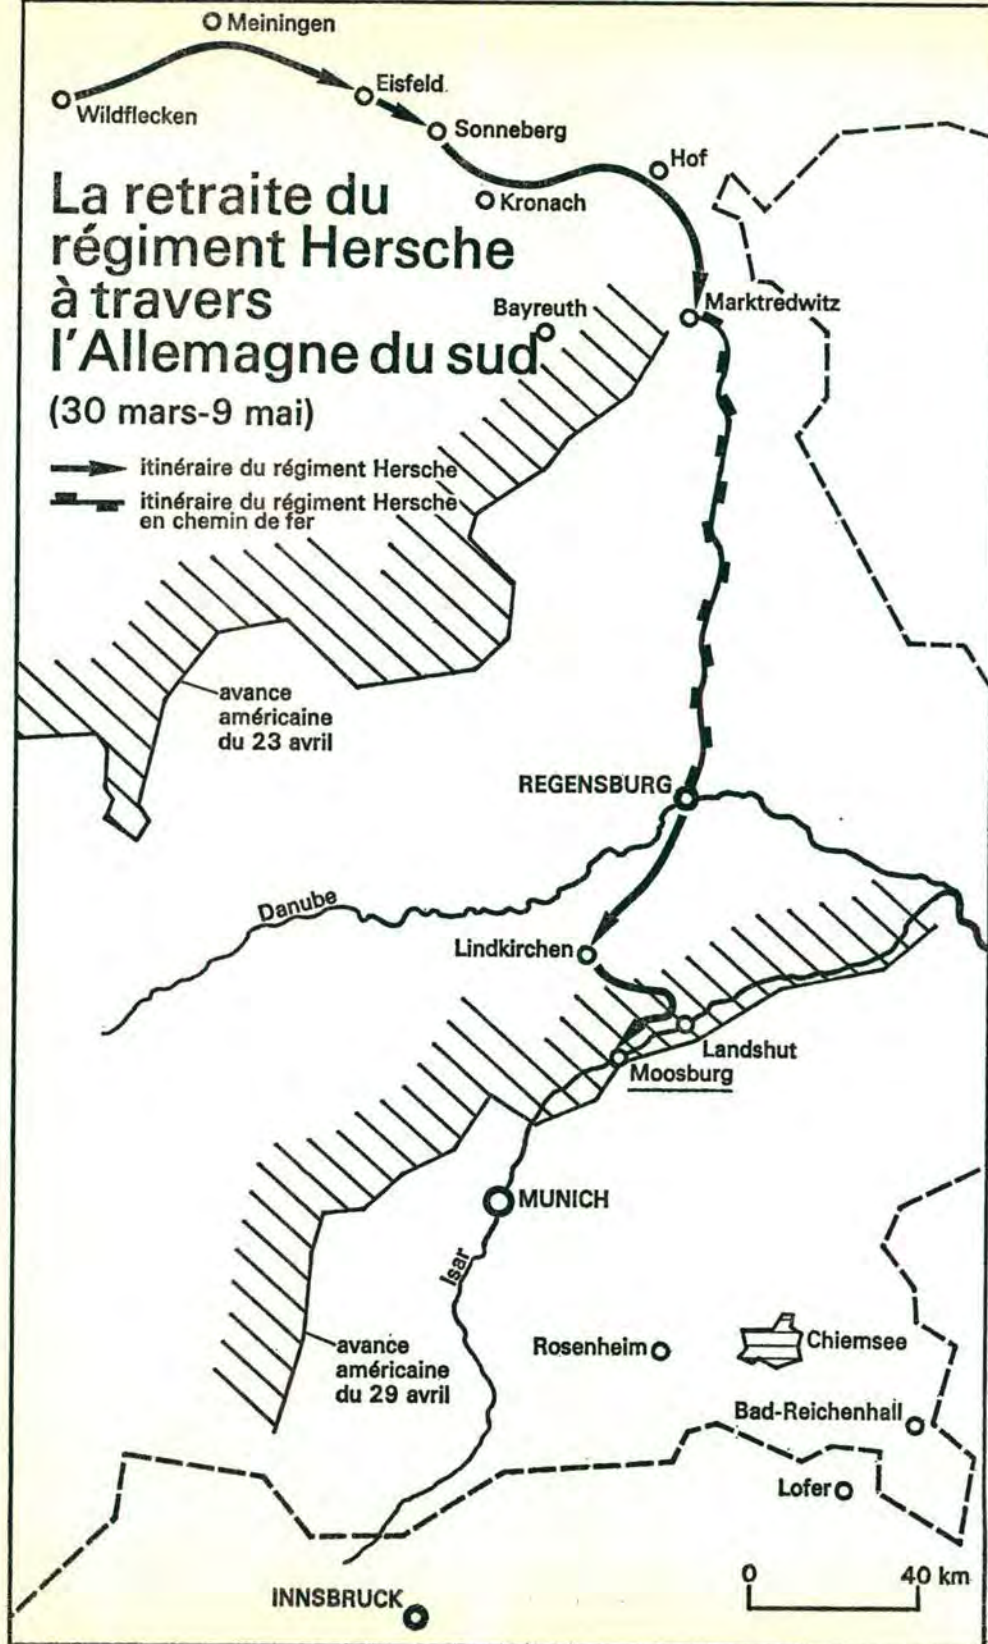 Meiningen
Wildflecken
Eisfeld
Sonneberg
Hof
Kronach
La retraite du
régiment Hersche
à travers
l'Allemagne du sud
(30 mars-9 mai)
Bayreuth
Marktredwitz
itinéraire du régiment Hersche
itinéraire du régiment Hersche
en chemin de fer
avance
américaine
du 23 avril
REGENSBURG
Danube
Lindkirchen
Landshut
Moosburg
MUNICH
Isar
avance
américaine
du 29 avril
Rosenheim
Chiemsee
Bad-Reichenhall
Lofer
0 40 km
INNSBRUCK